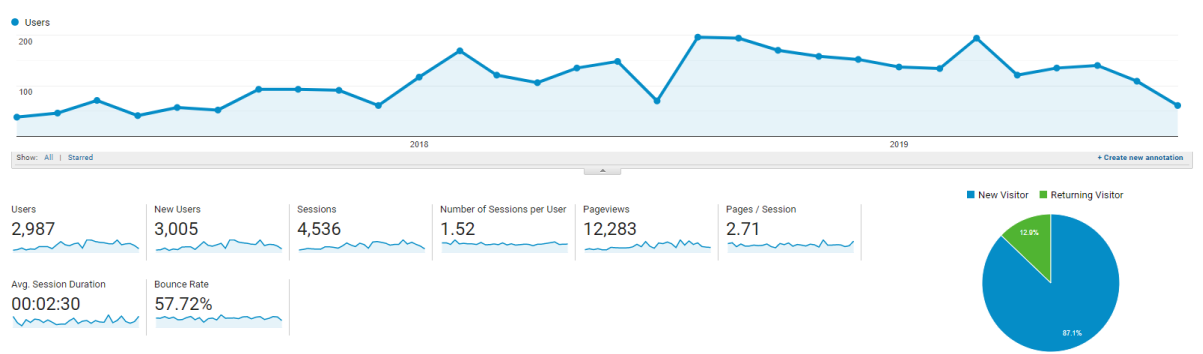 Users
200
100
2018 2019
Show: All | Starred + Create new annotation
New Visitor Returning Visitor
Users New Users Sessions Number of Sessions per User Pageviews Pages / Session
2,987 3,005 4,536 1.52 12,283 2.71
12.9%
Avg. Session Duration Bounce Rate
00:02:30 57.72%
87.1%